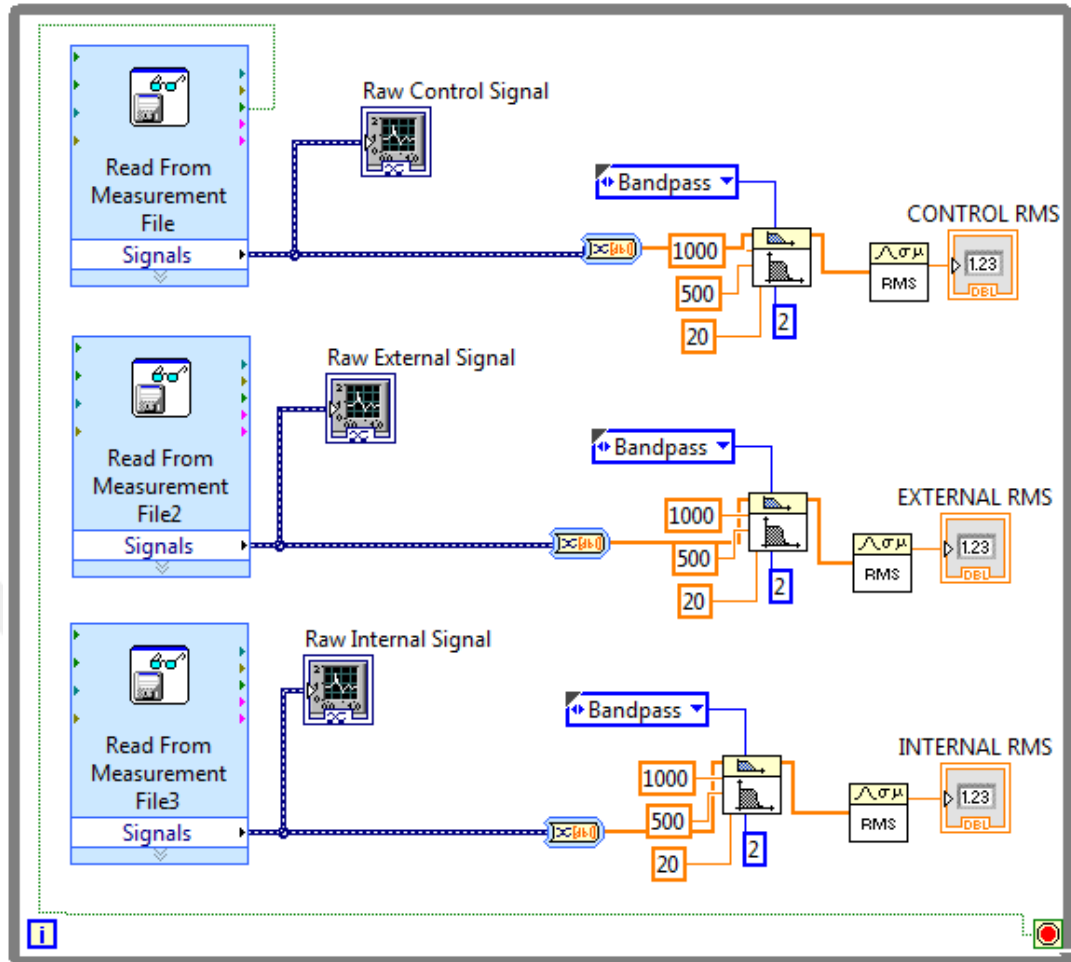 Raw Control Signal
Read From
Measurement
File
Signals
Bandpass
1000
500
20
2
RMS
CONTROL RMS
1.23
DBL
Raw External Signal
Read From
Measurement
File2
Signals
Bandpass
1000
500
20
2
RMS
EXTERNAL RMS
1.23
DBL
Raw Internal Signal
Read From
Measurement
File3
Signals
Bandpass
1000
500
20
2
RMS
INTERNAL RMS
1.23
DBL
i